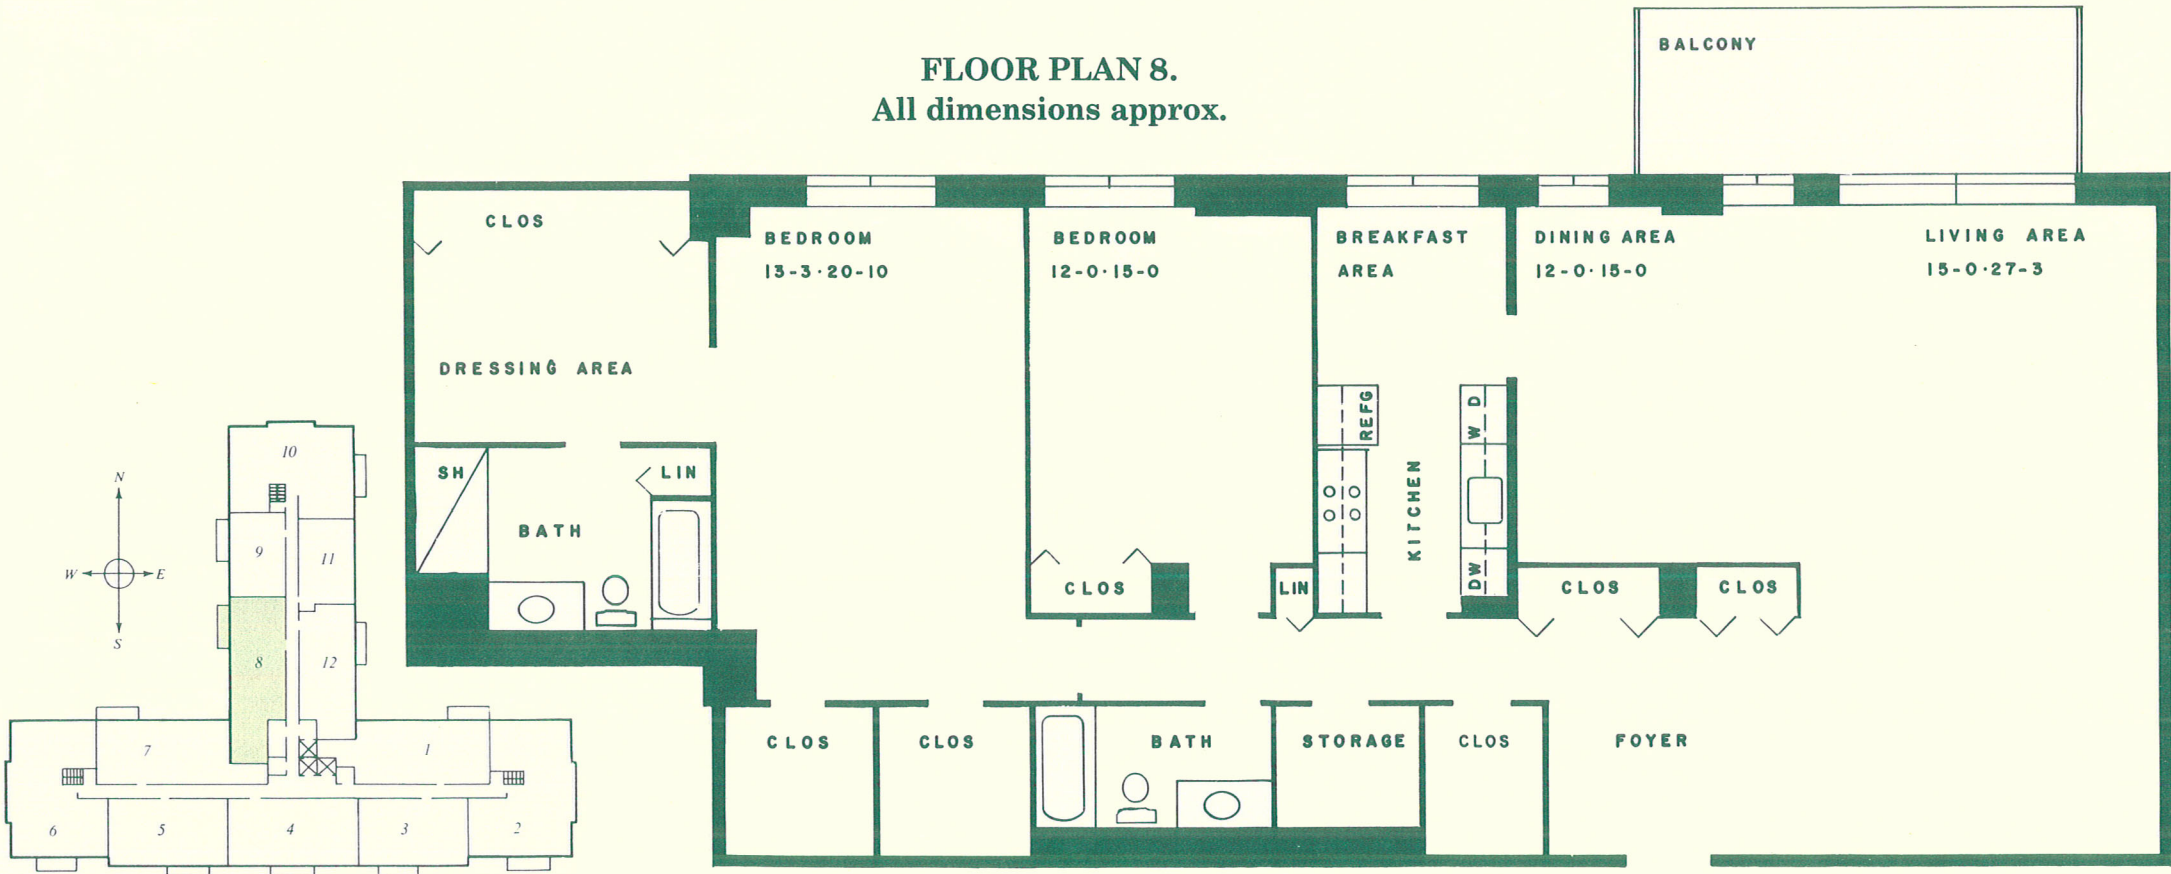 FLOOR PLAN 8.
All dimensions approx.
BALCONY
CLOS
BEDROOM
13-3·20-10
BEDROOM
12-0·15-0
BREAKFAST
AREA
DINING AREA
12-0·15-0
LIVING AREA
15-0·27-3
DRESSING AREA
SH
LIN
BATH
REFG
W D
KITCHEN
DW
CLOS
LIN
CLOS
CLOS
CLOS
CLOS
BATH
STORAGE
CLOS
FOYER
N
W
E
S
10
9
11
8
12
7
1
6
5
4
3
2